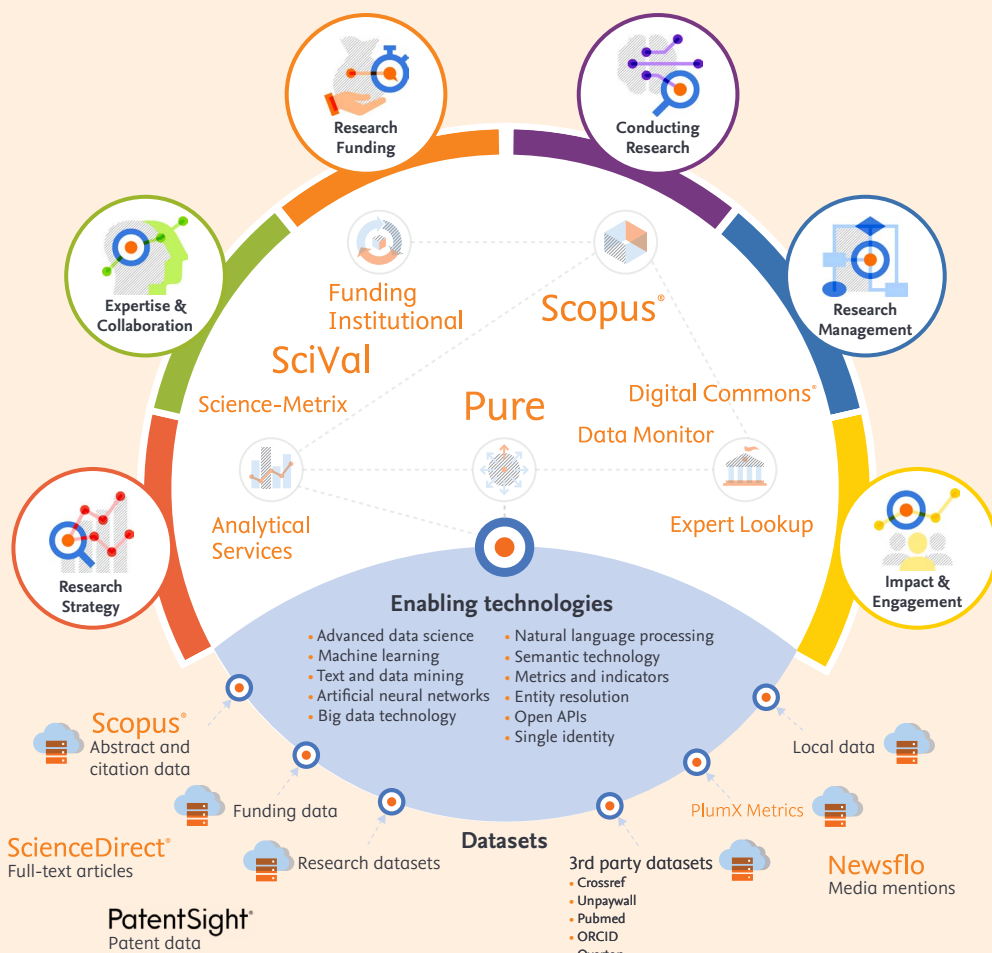 Research
Funding
Conducting
Research
Expertise &
Collaboration
Research
Management
Funding
Institutional
Scopus®
SciVal
Science-Metrix
Pure
Digital Commons®
Data Monitor
Analytical
Services
Expert Lookup
Research
Strategy
Impact &
Engagement
Enabling technologies
• Advanced data science
• Machine learning
• Text and data mining
• Artificial neural networks
• Big data technology
• Natural language processing
• Semantic technology
• Metrics and indicators
• Entity resolution
• Open APIs
• Single identity
Scopus®
Abstract and
citation data
Funding data
Research datasets
ScienceDirect®
Full-text articles
PatentSight®
Patent data
Datasets
3rd party datasets
• Crossref
• Unpaywall
• Pubmed
• ORCID
Local data
PlumX Metrics
Newsflo
Media mentions